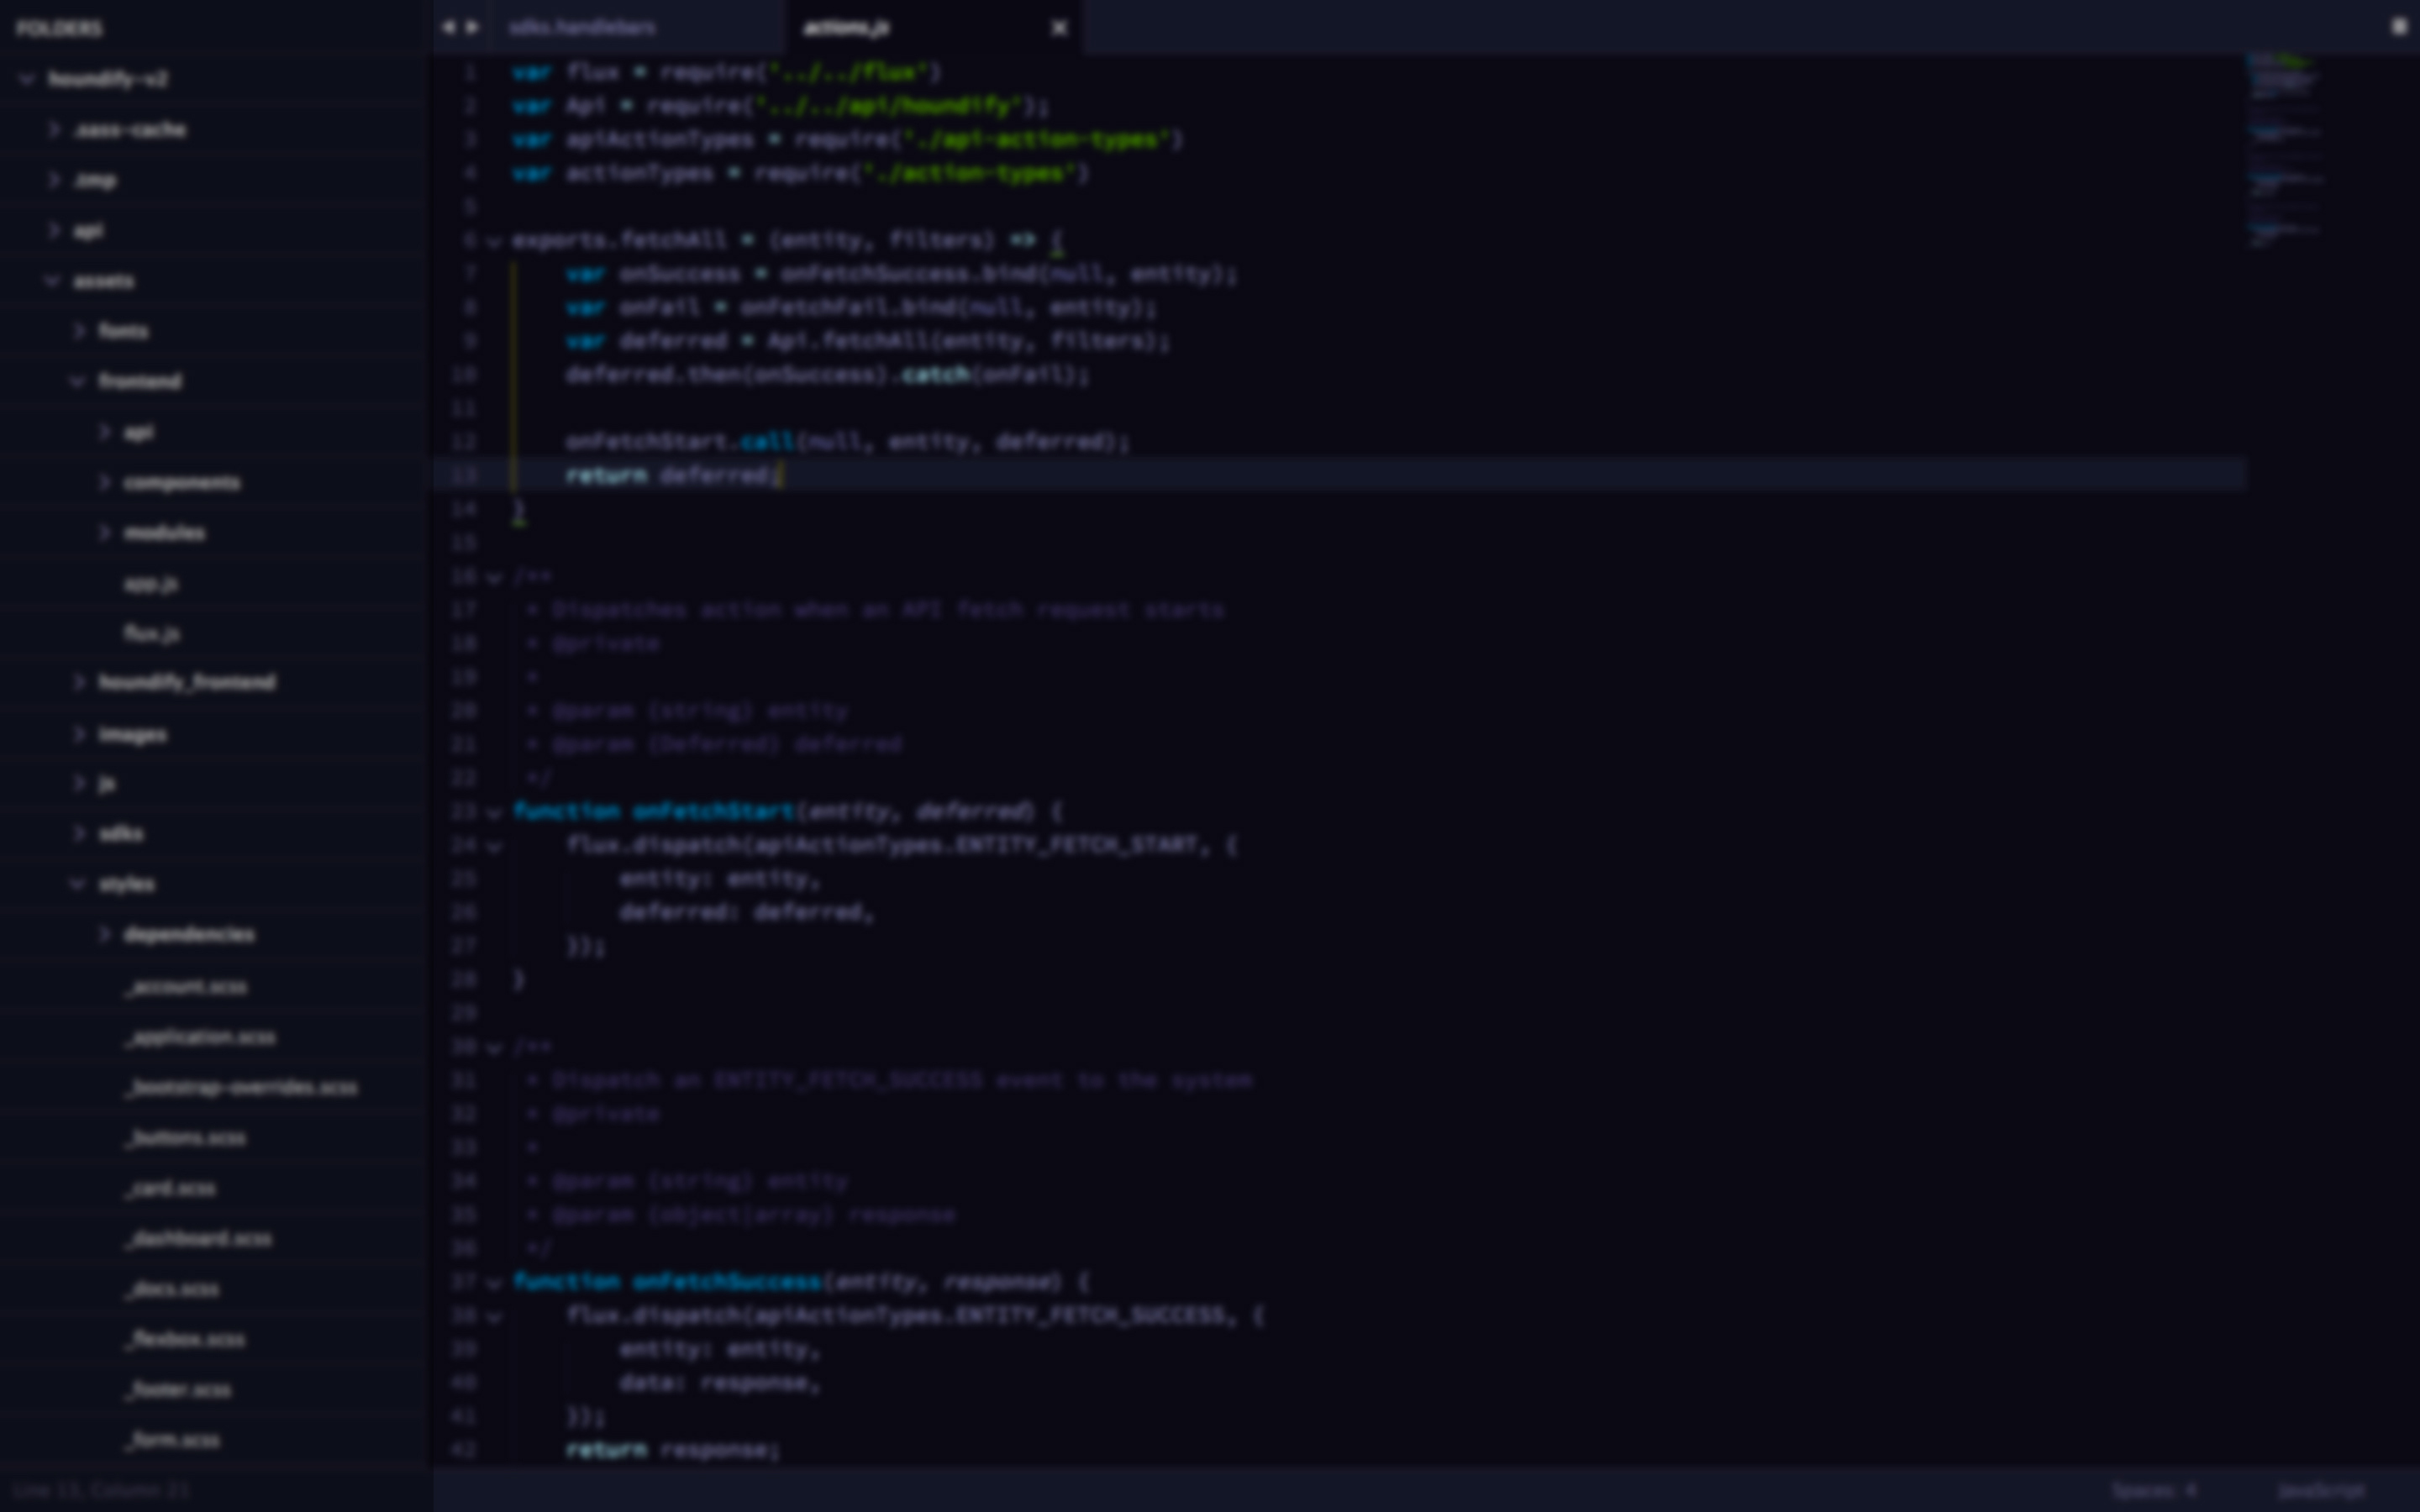 FOLDERS
houndify-v2
.sass-cache
.tmp
api
assets
fonts
frontend
api
components
modules
app.js
flux.js
houndify_frontend
images
js
sdks
styles
dependencies
_account.scss
_application.scss
_bootstrap-overrides.scss
_buttons.scss
_card.scss
_dashboard.scss
_docs.scss
_flexbox.scss
_footer.scss
_form.scss
Line 13, Column 21
sdks.handlebars
actions.js
1 var flux = require('../../flux')
2 var Api = require('../../api/houndify');
3 var apiActionTypes = require('./api-action-types')
4 var actionTypes = require('./action-types')
5
6 exports.fetchAll = (entity, filters) => {
7 var onSuccess = onFetchSuccess.bind(null, entity);
8 var onFail = onFetchFail.bind(null, entity);
9 var deferred = Api.fetchAll(entity, filters);
10 deferred.then(onSuccess).catch(onFail);
11
12 onFetchStart.call(null, entity, deferred);
13 return deferred;
14 }
15
16 /**
17 * Dispatches action when an API fetch request starts
18 * @private
19 *
20 * @param {string} entity
21 * @param {Deferred} deferred
22 */
23 function onFetchStart(entity, deferred) {
24 flux.dispatch(apiActionTypes.ENTITY_FETCH_START, {
25 entity: entity,
26 deferred: deferred,
27 });
28 }
29
30 /**
31 * Dispatch an ENTITY_FETCH_SUCCESS event to the system
32 * @private
33 *
34 * @param {string} entity
35 * @param {object|array} response
36 */
37 function onFetchSuccess(entity, response) {
38 flux.dispatch(apiActionTypes.ENTITY_FETCH_SUCCESS, {
39 entity: entity,
40 data: response,
41 });
42 return response;
Spaces: 4
JavaScript